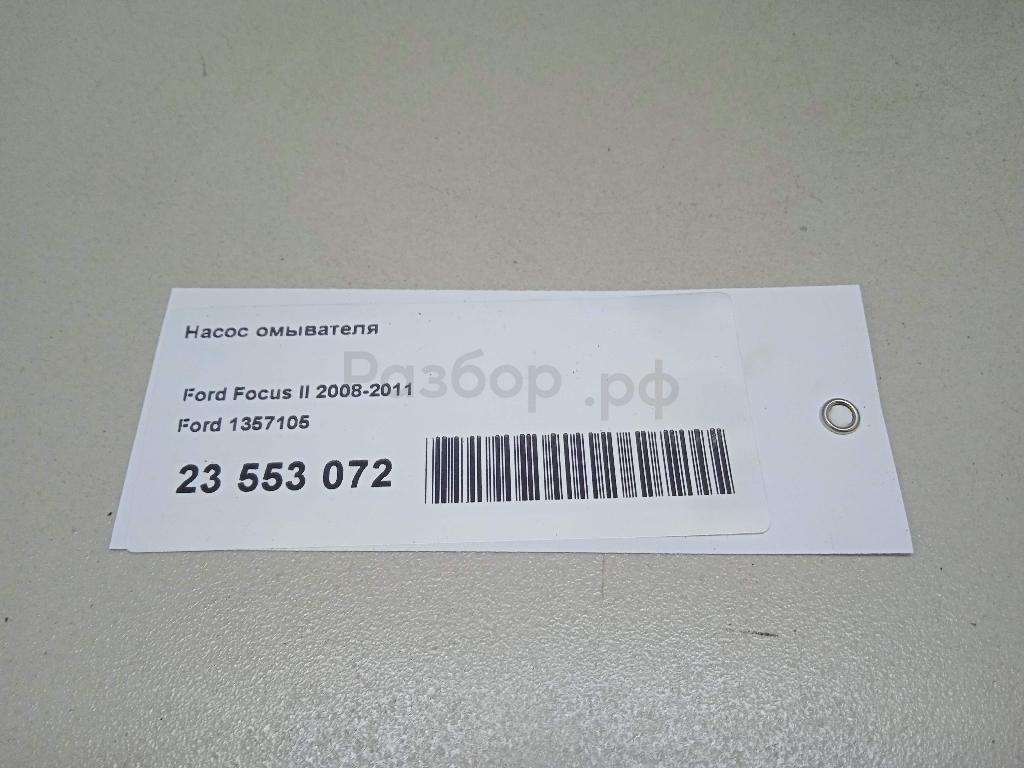 Насос омывателя
Разбор.рф
Ford Focus II 2008-2011
Ford 1357105
23 553 072